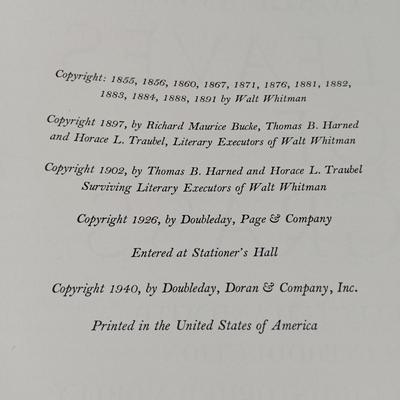 Copyright: 1855, 1856, 1860, 1867, 1871, 1876, 1881, 1882,
1883, 1884, 1888, 1891 by Walt Whitman
Copyright 1897, by Richard Maurice Bucke, Thomas B. Harned
and Horace L. Traubel, Literary Executors of Walt Whitman
Copyright 1902, by Thomas B. Harned and Horace L. Traubel
Surviving Literary Executors of Walt Whitman
Copyright 1926, by Doubleday, Page & Company
Entered at Stationer's Hall
Copyright 1940, by Doubleday, Doran & Company, Inc.
Printed in the United States of America